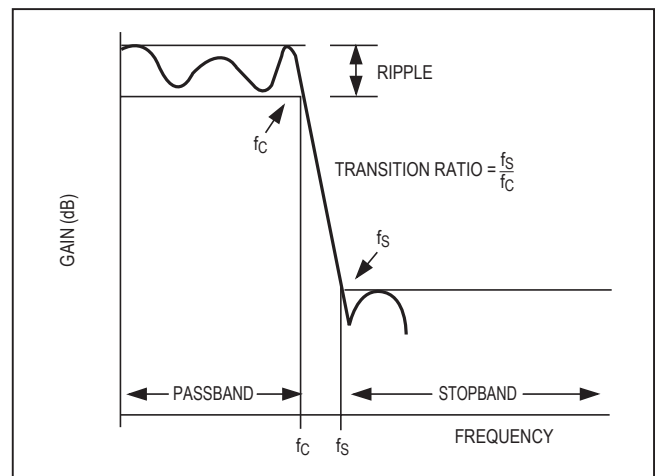 RIPPLE
fC
TRANSITION RATIO = fS/fC
fS
GAIN (dB)
PASSBAND
STOPBAND
fC
fS
FREQUENCY